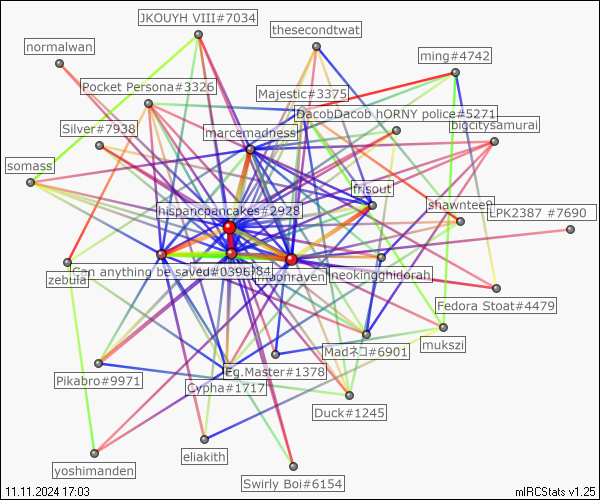 JKOUYH VIII#7034
thesecondtwat
normalwan
ming#4742
Pocket Persona#3326
Majestic#3375
DacobDacob
hORNY police#5271
bigcitysamurai
Silver#7938
marcemadness
somass
frisout
hispancpancakes#2928
shawntee
LPK2387 #7690
zebula
Can anything be saved#0396
moonraven
neokingghidorah
Fedora Stoat#4479
mukszi
Madネコ#6901
Pikabro#9971
Eg.Master#1378
Cypha#1717
Duck#1245
eliakith
yoshimanden
Swirly Boi#6154
11.11.2024 17:03
mIRCStats v1.25